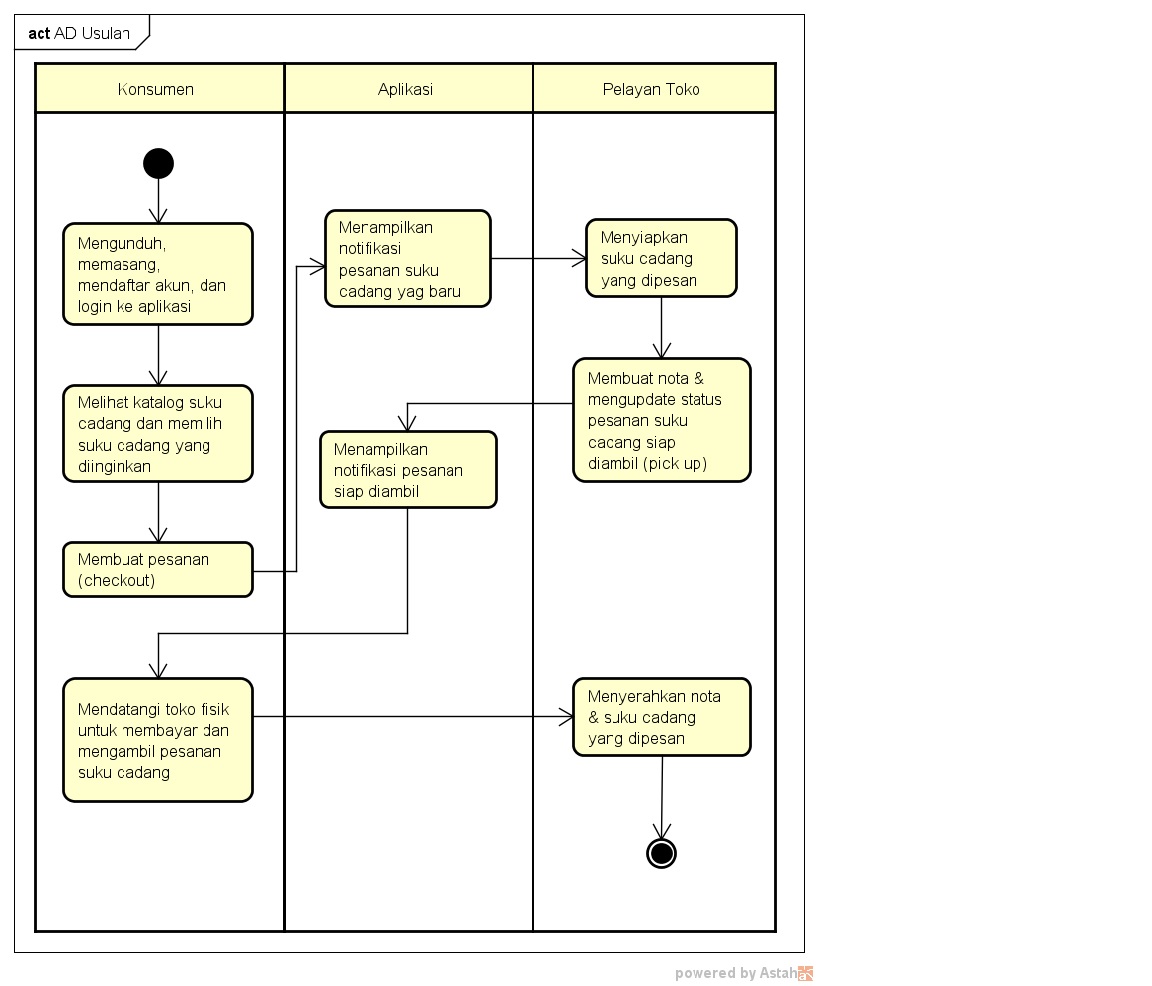 act AD Usulan
Konsumen
Aplikasi
Pelayan Toko
Mengunduh,
memasang,
mendaftar akun, dan
login ke aplikasi
Melihat katalog suku
cadang dan memilih
suku cadang yang
diinginkan
Membuat pesanan
(checkout)
Menampilkan
notifikasi
pesanan suku
cadang yag baru
Menyiapkan
suku cadang
yang dipesan
Membuat nota &
mengupdate status
pesanan suku
cadang siap
diambil (pick up)
Menampilkan
notifikasi pesanan
siap diambil
Mendatangi toko fisik
untuk membayar dan
mengambil pesanan
suku cadang
Menyerahkan nota
& suku cadang
yang dipesan
powered by Astah